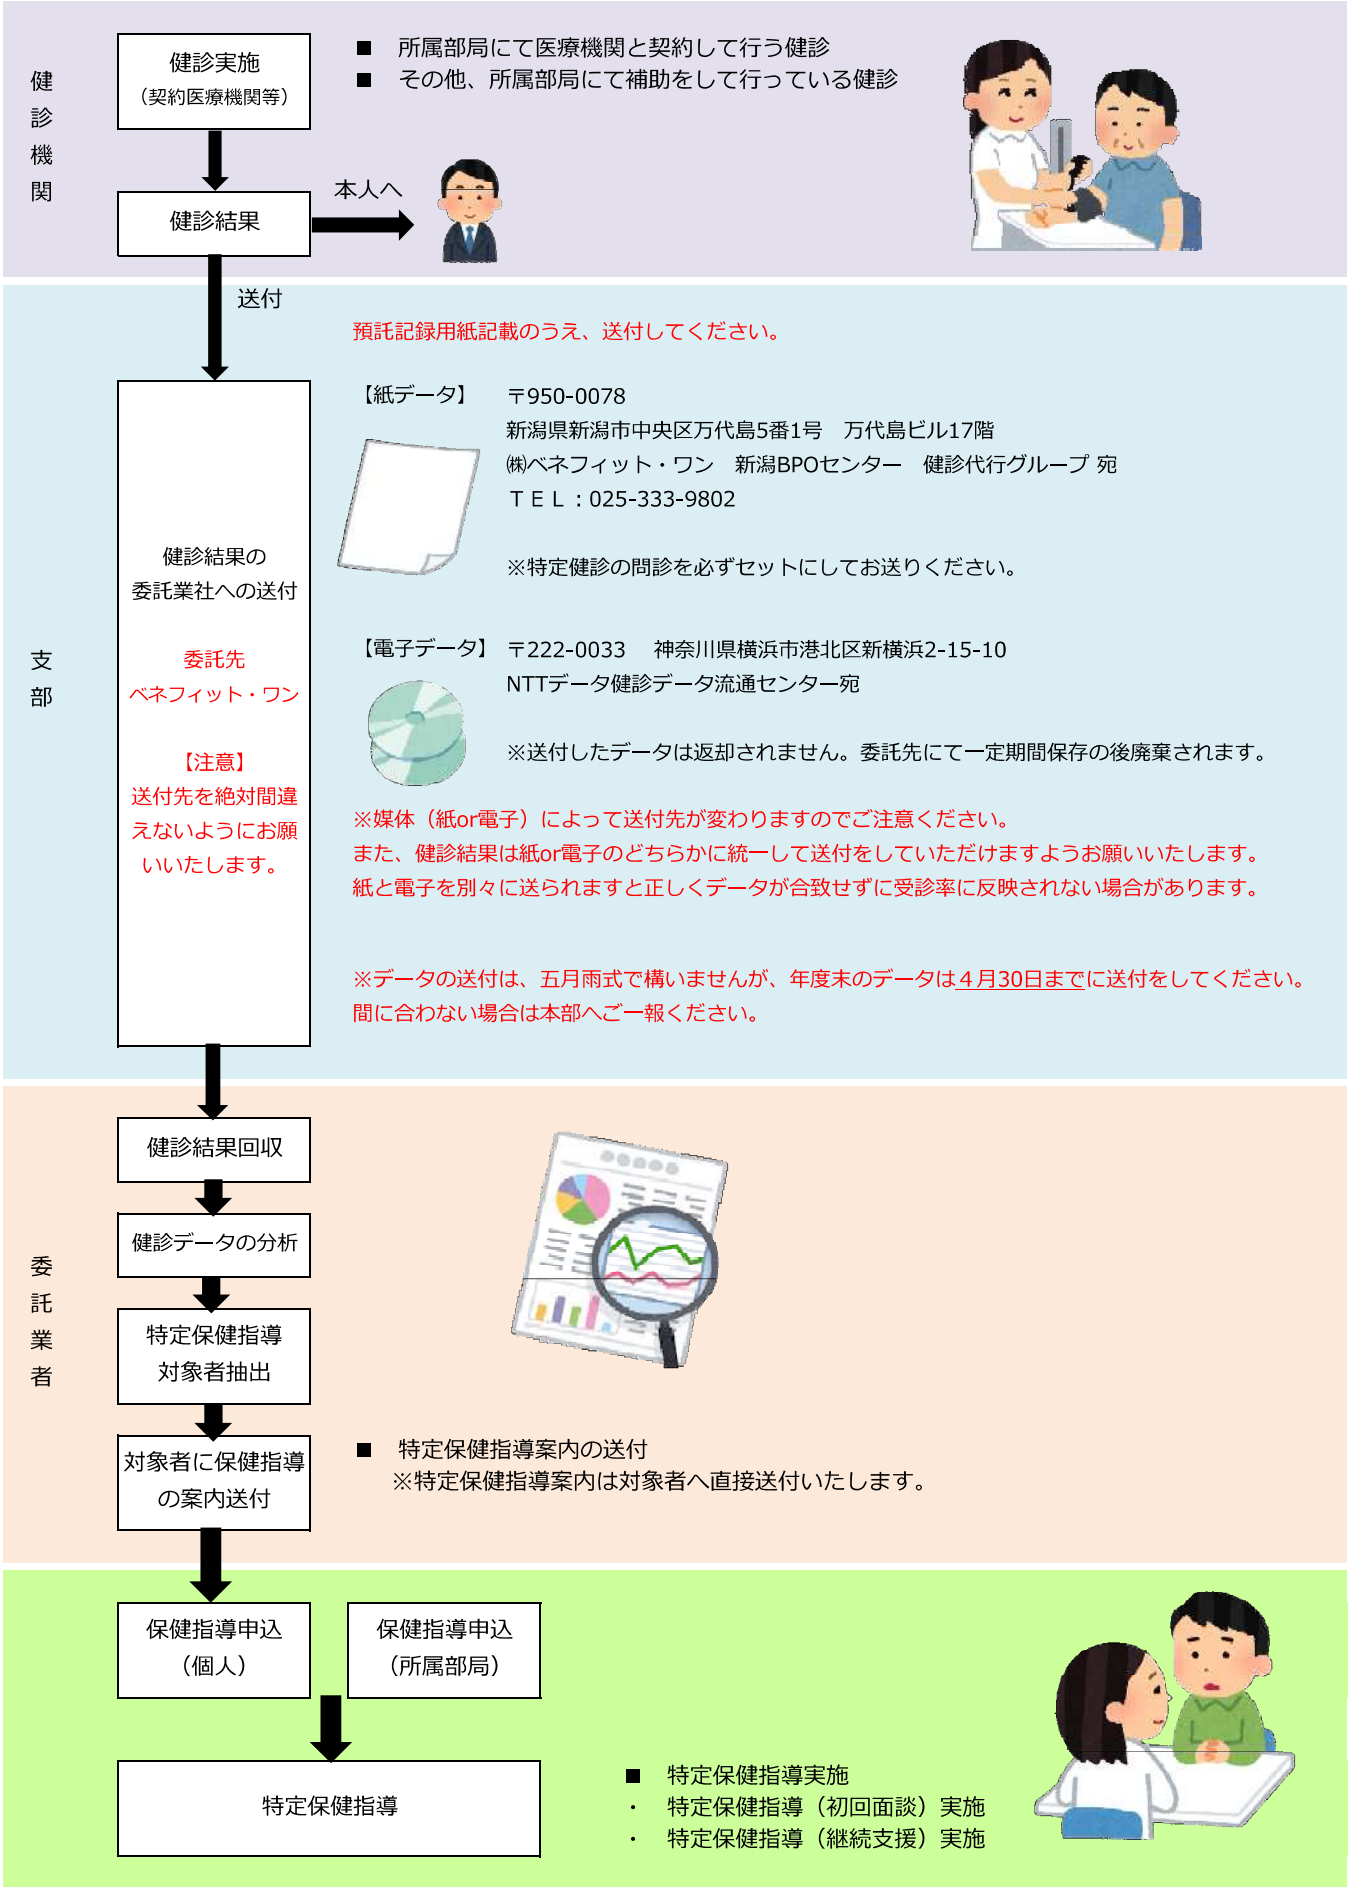 健診機関
健診実施
（契約医療機関等）
■ 所属部局にて医療機関と契約して行う健診
■ その他、所属部局にて補助をして行っている健診
健診結果
本人へ
送付
支部
預託記録用紙記載のうえ、送付してください。
【紙データ】 〒950-0078
新潟県新潟市中央区万代島5番1号 万代島ビル17階
㈱ベネフィット・ワン 新潟BPOセンター 健診代行グループ 宛
ＴＥＬ：025-333-9802
※特定健診の問診を必ずセットにしてお送りください。
健診結果の
委託業社への送付
委託先
ベネフィット・ワン
【注意】
送付先を絶対間違
えないようにお願
いいたします。
【電子データ】 〒222-0033 神奈川県横浜市港北区新横浜2-15-10
NTTデータ健診データ流通センター宛
※送付したデータは返却されません。委託先にて一定期間保存の後廃棄されます。
※媒体（紙or電子）によって送付先が変わりますのでご注意ください。
また、健診結果は紙or電子のどちらかに統一して送付をしていただけますようお願いいたします。
紙と電子を別々に送られますと正しくデータが合致せずに受診率に反映されない場合があります。
※データの送付は、五月雨式で構いませんが、年度末のデータは４月30日までに送付をしてください。
間に合わない場合は本部へご一報ください。
委託業者
健診結果回収
健診データの分析
特定保健指導
対象者抽出
対象者に保健指導
の案内送付
■ 特定保健指導案内の送付
※特定保健指導案内は対象者へ直接送付いたします。
保健指導申込
（個人）
保健指導申込
（所属部局）
特定保健指導
■ 特定保健指導実施
・ 特定保健指導（初回面談）実施
・ 特定保健指導（継続支援）実施